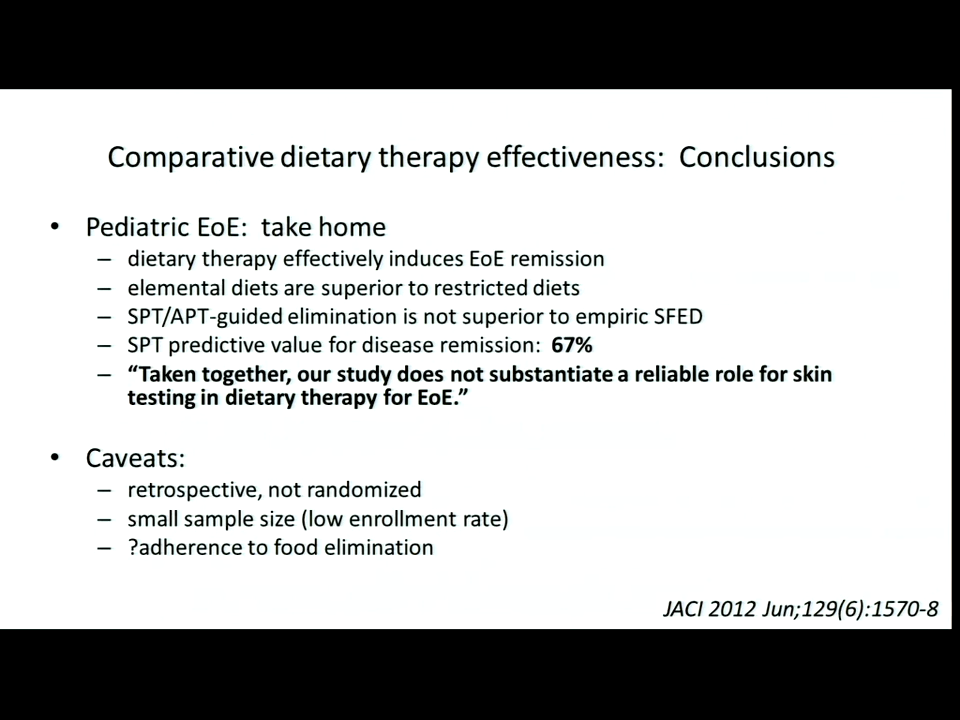 Comparative dietary therapy effectiveness: Conclusions
• Pediatric EoE: take home
– dietary therapy effectively induces EoE remission
– elemental diets are superior to restricted diets
– SPT/APT-guided elimination is not superior to empiric SFED
– SPT predictive value for disease remission: 67%
– “Taken together, our study does not substantiate a reliable role for skin
testing in dietary therapy for EoE.”
• Caveats:
– retrospective, not randomized
– small sample size (low enrollment rate)
– ?adherence to food elimination
JACI 2012 Jun;129(6):1570-8